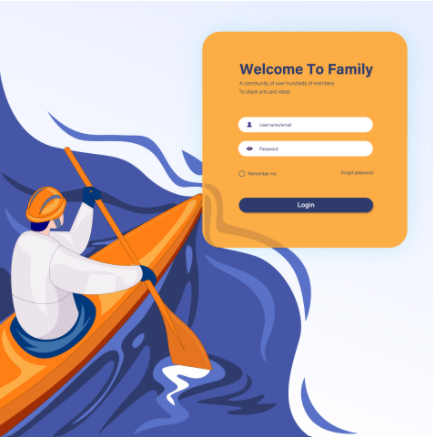 Welcome To Family
A community of over hundreds of members
To share arts and ideas.
Username/email
Password
Remember me
Forget password
Login